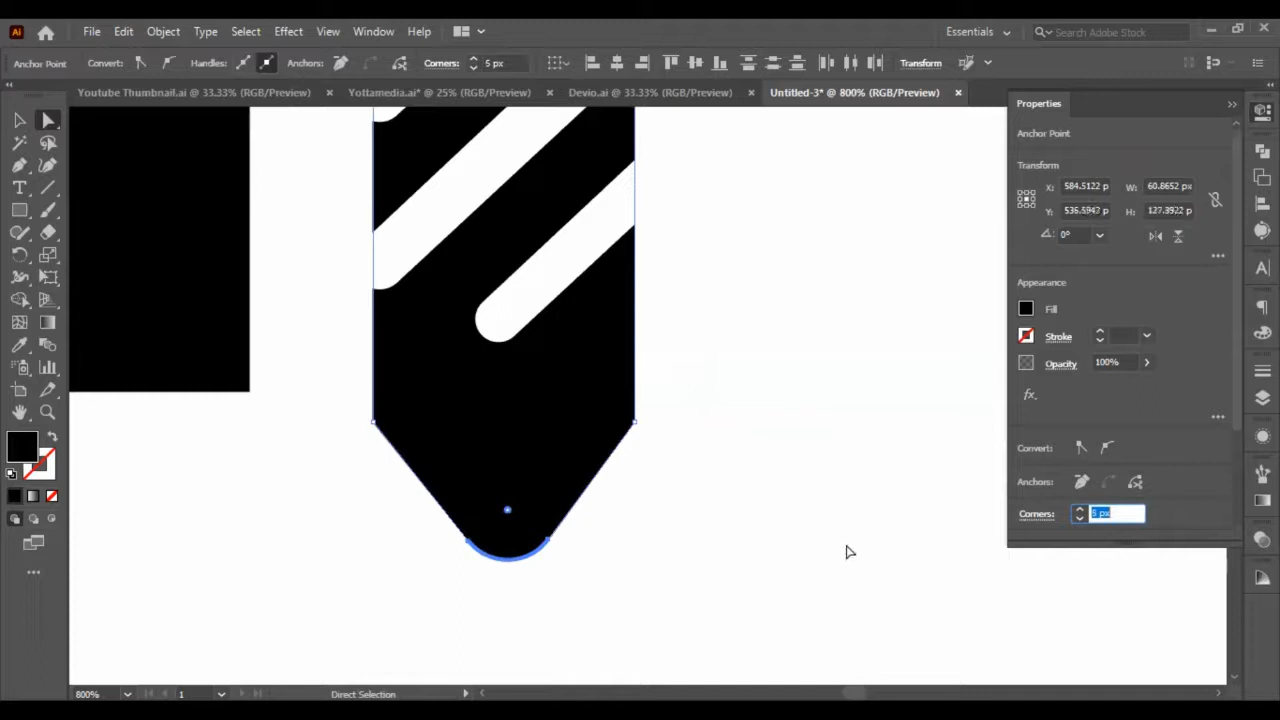 Ai File Edit Object Type Select Effect View Window Help Essentials Search Adobe Stock
Anchor Point Convert: Handles: Anchors: Corners: 5 px Transform
Youtube Thumbnail.ai @ 33.33% (RGB/Preview) Yottamedia.ai* @ 25% (RGB/Preview) Devio.ai @ 33.33% (RGB/Preview) Untitled-3* @ 800% (RGB/Preview)
Properties
Anchor Point
Transform
X: 584.5122 p W: 60.8652 px
Y: 536.5947 p H: 127.3922 p
0°
Appearance
Fill
Stroke
Opacity 100%
fx.
Convert:
Anchors:
Corners: 5 px
800% 1 Direct Selection